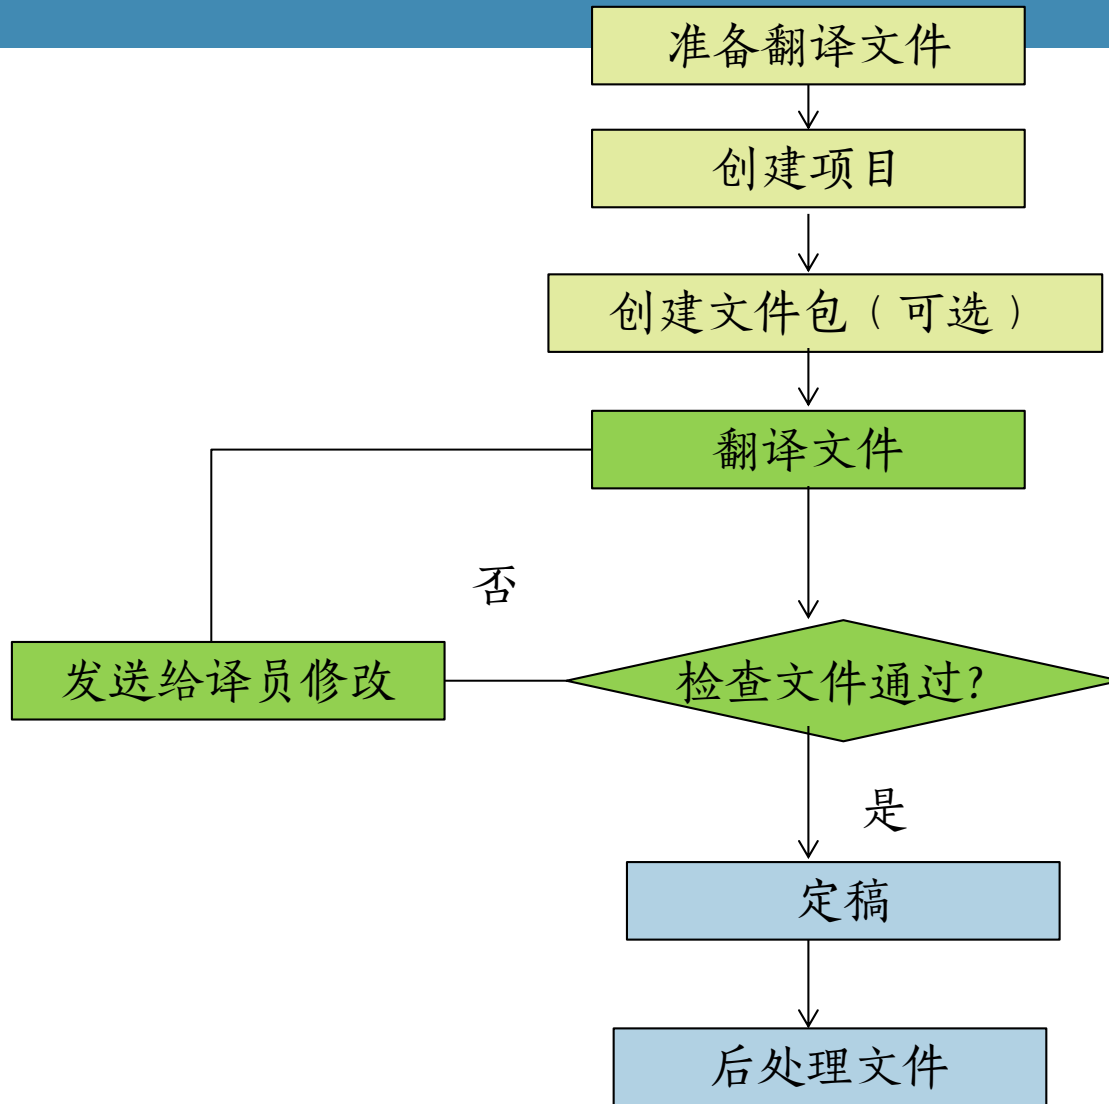 准备翻译文件
创建项目
创建文件包（可选）
翻译文件
否
发送给译员修改
检查文件通过?
是
定稿
后处理文件